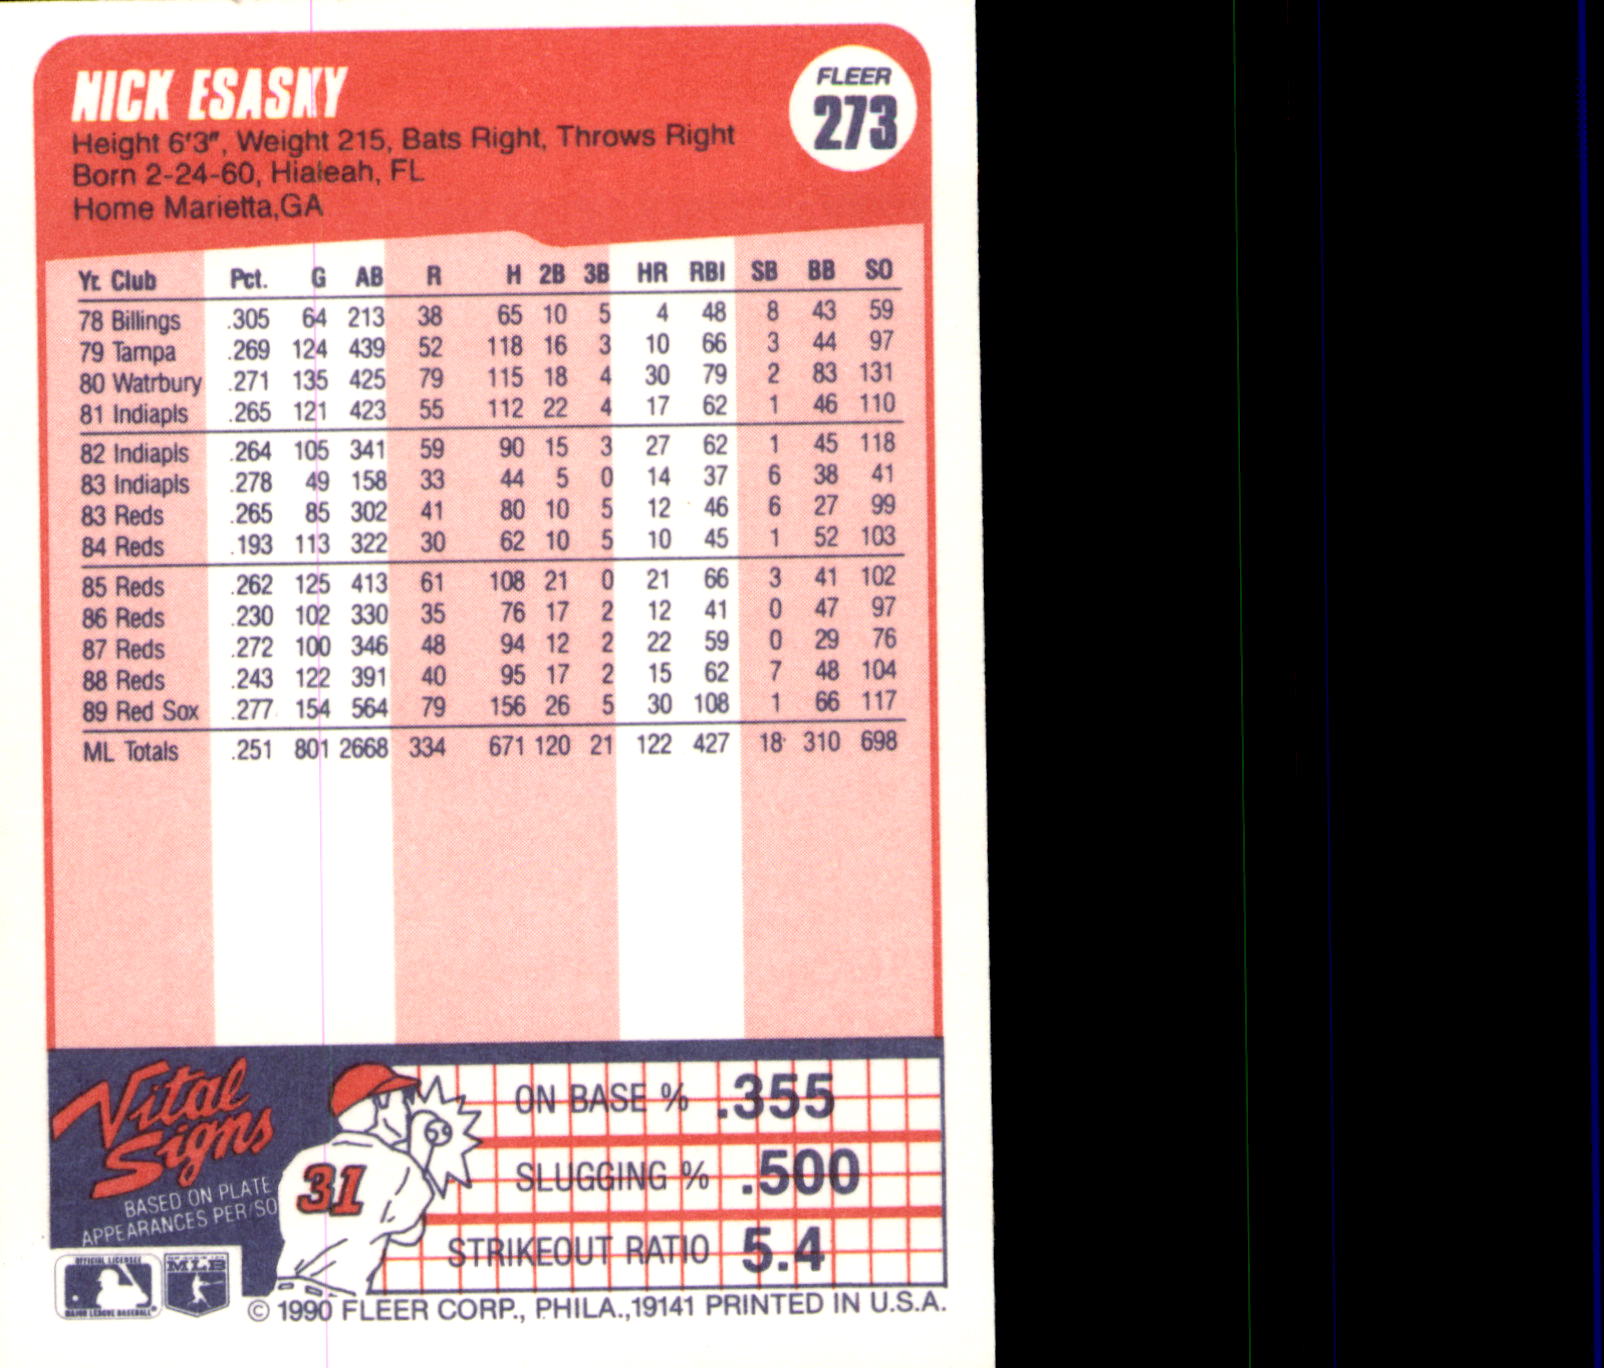 NICK ESASKY
FLEER
273
Height 6'3", Weight 215, Bats Right, Throws Right
Born 2-24-60, Hialeah, FL
Home Marietta,GA
Yr. Club Pct. G AB R H 2B 3B HR RBI SB BB SO
78 Billings .305 64 213 38 65 10 5 4 48 8 43 59
79 Tampa .269 124 439 52 118 16 3 10 66 3 44 97
80 Watrbury .271 135 425 79 115 18 4 30 79 2 83 131
81 Indiapls .265 121 423 55 112 22 4 17 62 1 46 110
82 Indiapls .264 105 341 59 90 15 3 27 62 1 45 118
83 Indiapls .278 49 158 33 44 5 0 14 37 6 38 41
83 Reds .265 85 302 41 80 10 5 12 46 6 27 99
84 Reds .193 113 322 30 62 10 5 10 45 1 52 103
85 Reds .262 125 413 61 108 21 0 21 66 3 41 102
86 Reds .230 102 330 35 76 17 2 12 41 0 47 97
87 Reds .272 100 346 48 94 12 2 22 59 0 29 76
88 Reds .243 122 391 40 95 17 2 15 62 7 48 104
89 Red Sox .277 154 564 79 156 26 5 30 108 1 66 117
ML Totals .251 801 2668 334 671 120 21 122 427 18 310 698
Vital
Signs
BASED ON PLATE
APPEARANCES PER/SO
31
ON BASE % .355
SLUGGING % .500
STRIKEOUT RATIO 5.4
OFFICIAL LICENSEE
MAJOR LEAGUE BASEBALL
MLB
© 1990 FLEER CORP., PHILA.,19141 PRINTED IN U.S.A.